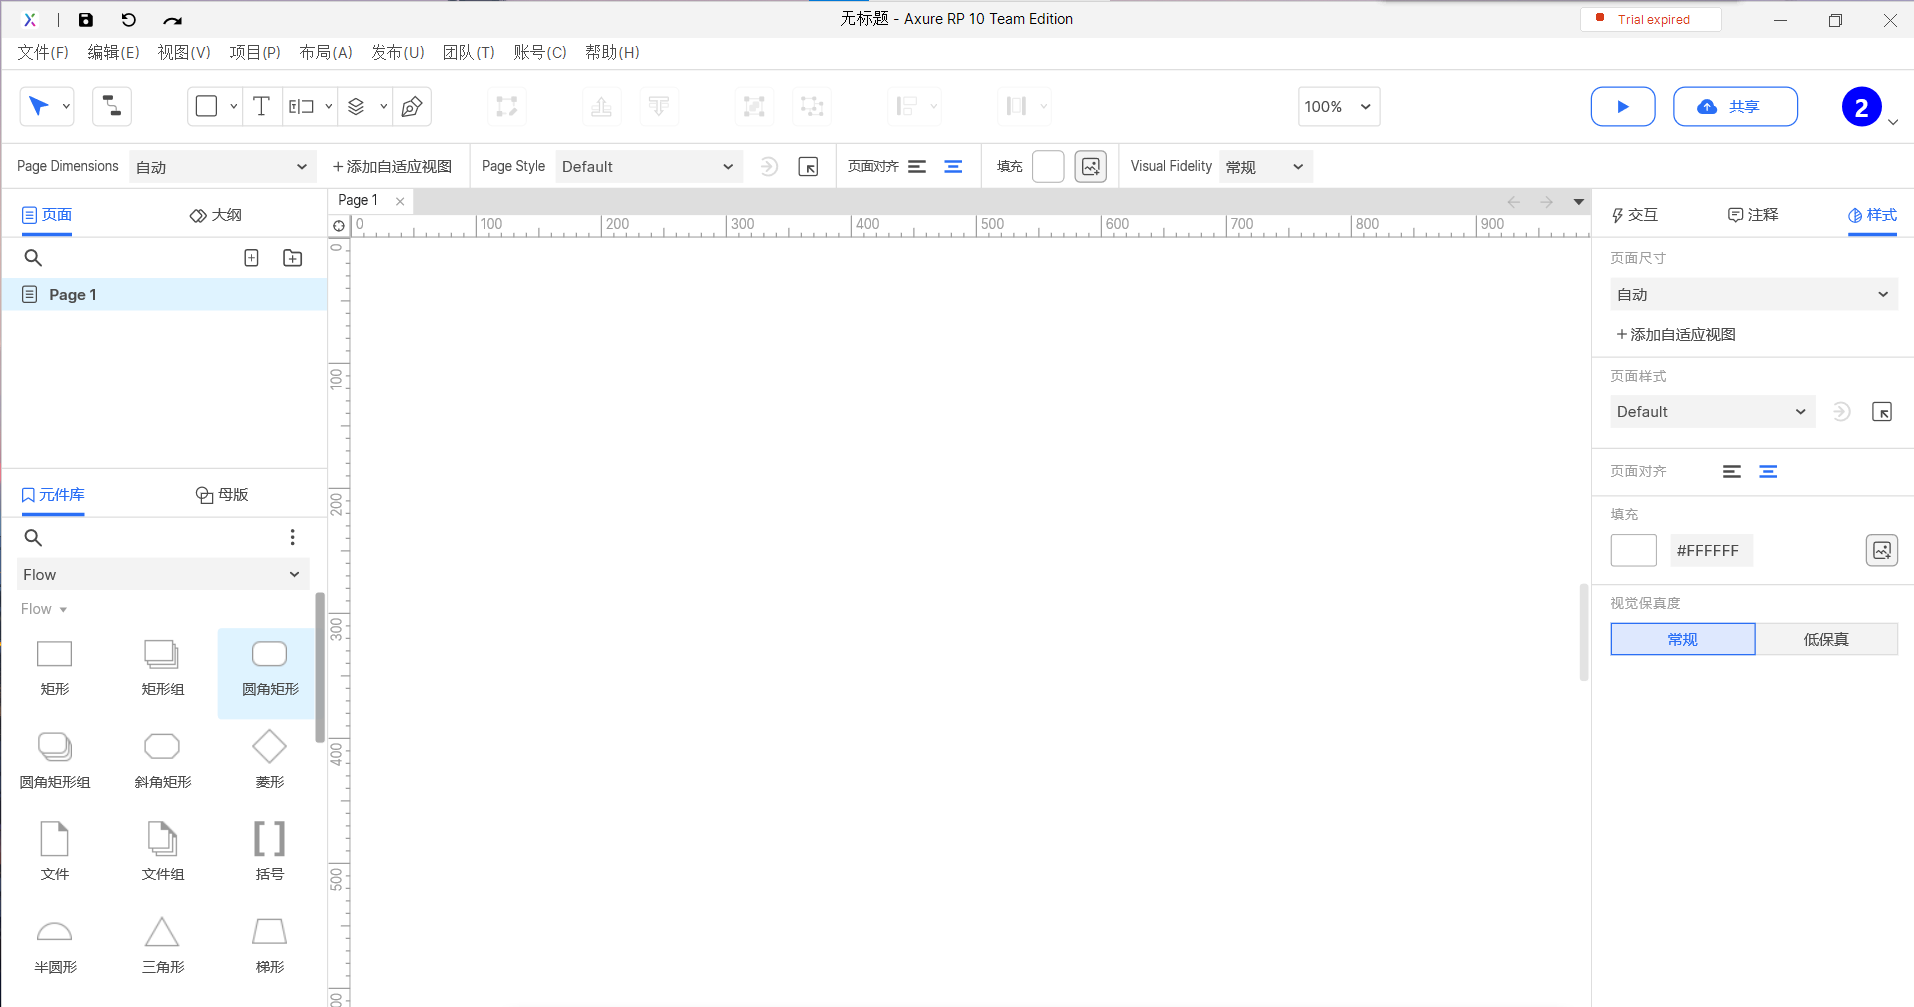 无标题 - Axure RP 10 Team Edition
Trial expired
文件(F) 编辑(E) 视图(V) 项目(P) 布局(A) 发布(U) 团队(T) 账号(C) 帮助(H)
100%
共享
2
Page Dimensions 自动 +添加自适应视图 Page Style Default 页面对齐 填充 Visual Fidelity 常规
页面 大纲
Page 1
Page 1
0 100 200 300 400 500 600 700 800 900
0
100
200
300
400
500
元件库 母版
Flow
Flow
矩形 矩形组 圆角矩形
圆角矩形组 斜角矩形 菱形
文件 文件组 括号
半圆形 三角形 梯形
交互 注释 样式
页面尺寸
自动
+添加自适应视图
页面样式
Default
页面对齐
填充
#FFFFFF
视觉保真度
常规 低保真